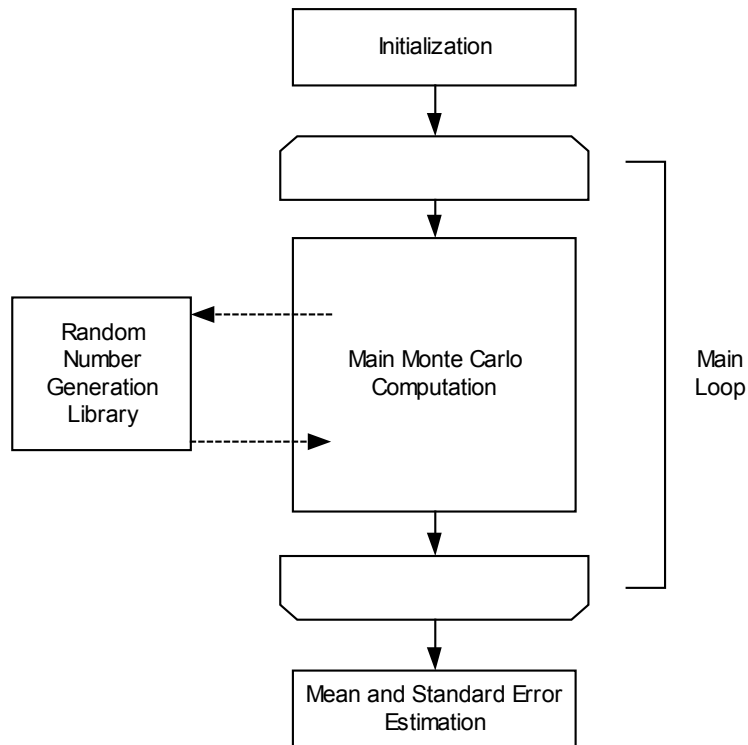 Initialization
Random
Number
Generation
Library
Main Monte Carlo
Computation
Main
Loop
Mean and Standard Error
Estimation